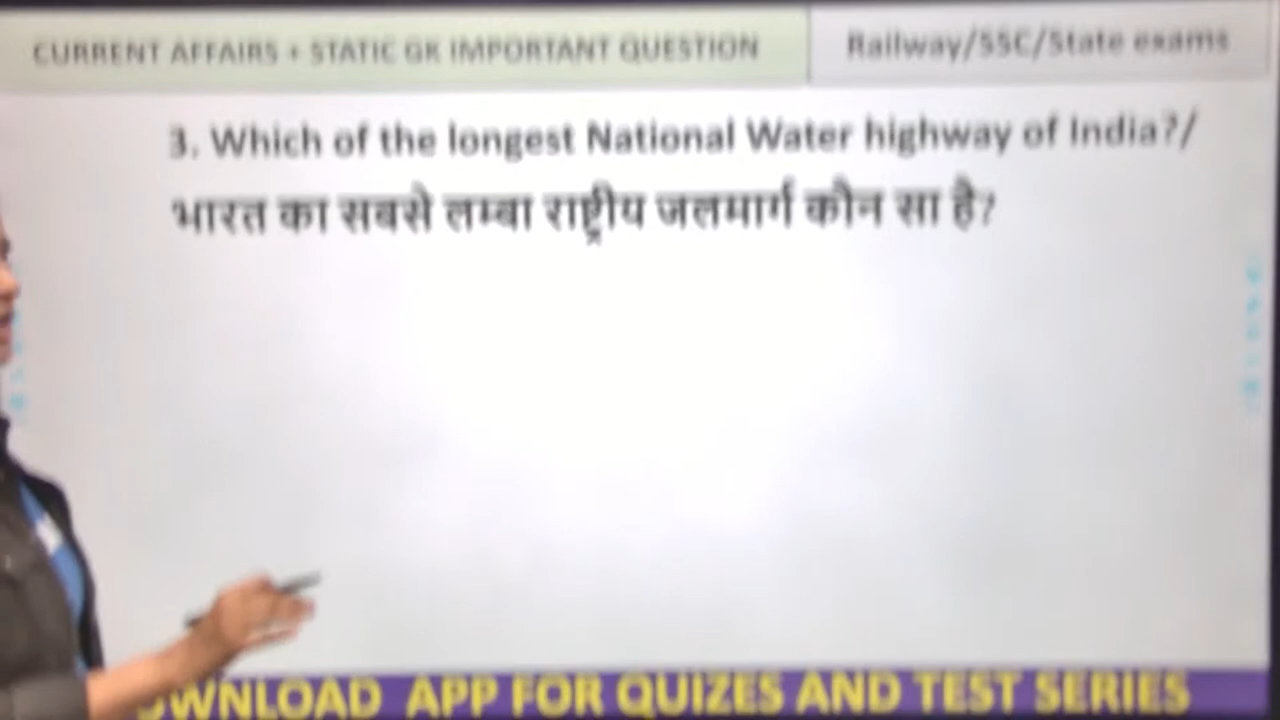 CURRENT AFFAIRS + STATIC GK IMPORTANT QUESTION
Railway/SSC/State exams
3. Which of the longest National Water highway of India?/
भारत का सबसे लम्बा राष्ट्रीय जलमार्ग कौन सा है?
APP FOR QUIZES AND TEST SERIES